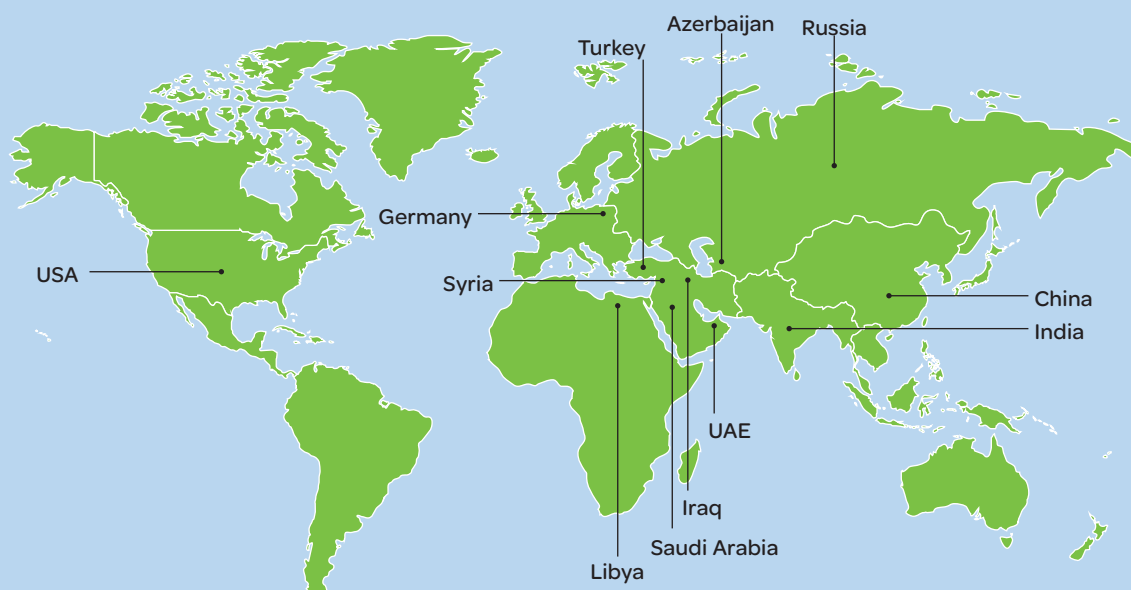 Azerbaijan
Russia
Turkey
Germany
USA
Syria
China
India
UAE
Iraq
Saudi Arabia
Libya